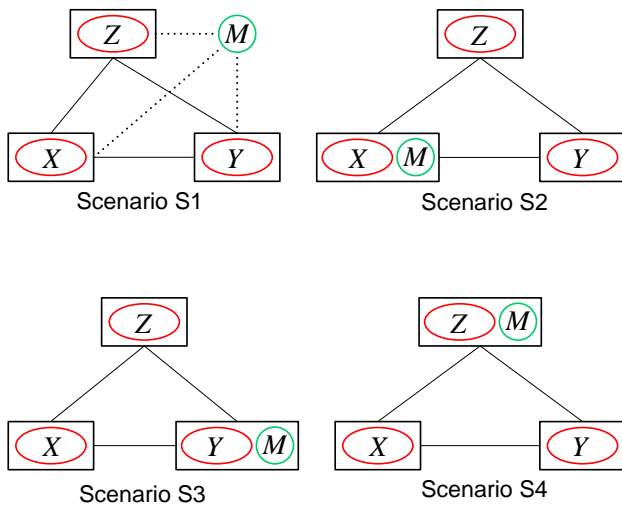 Z M
X Y
Scenario S1
Z
X M Y
Scenario S2
Z
X Y M
Scenario S3
Z M
X Y
Scenario S4